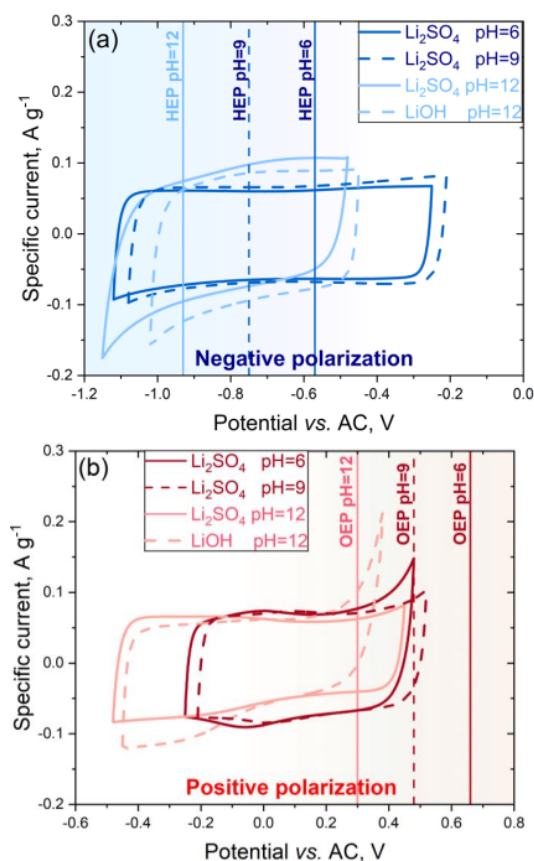 (a)
Li₂SO₄ pH=6
Li₂SO₄ pH=9
Li₂SO₄ pH=12
LiOH pH=12
HEP pH=12
HEP pH=9
HEP pH=6
0.3
0.2
0.1
0.0
-0.1
-0.2
Specific current, A g⁻¹
Negative polarization
-1.2 -1.0 -0.8 -0.6 -0.4 -0.2 0.0
Potential vs. AC, V
(b)
Li₂SO₄ pH=6
Li₂SO₄ pH=9
Li₂SO₄ pH=12
LiOH pH=12
OEP pH=12
OEP pH=9
OEP pH=6
0.3
0.2
0.1
0.0
-0.1
-0.2
Specific current, A g⁻¹
Positive polarization
-0.6 -0.4 -0.2 0.0 0.2 0.4 0.6 0.8
Potential vs. AC, V